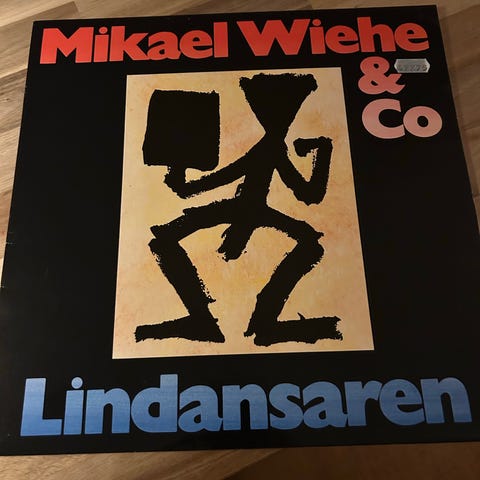 Mikael Wiehe
& Co
Lindansaren